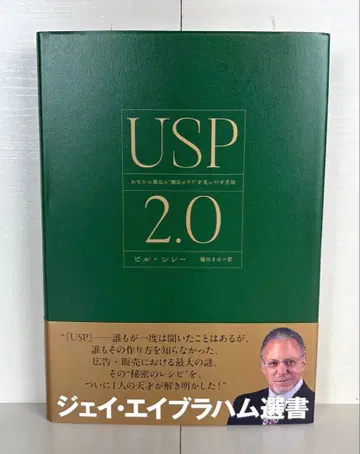 USP
あなたの商品の"独自のウリ"が見つかす方法
2.0
ビル・シレー
"『USP』――誰もが一度は聞いたことはあるが、
誰もその作り方を知らなかった、
広告・販売における最大の謎。
その"秘密のレシピ"を、
ついに1人の天才が解き明かした!"
ジェイ・エイブラハム選書